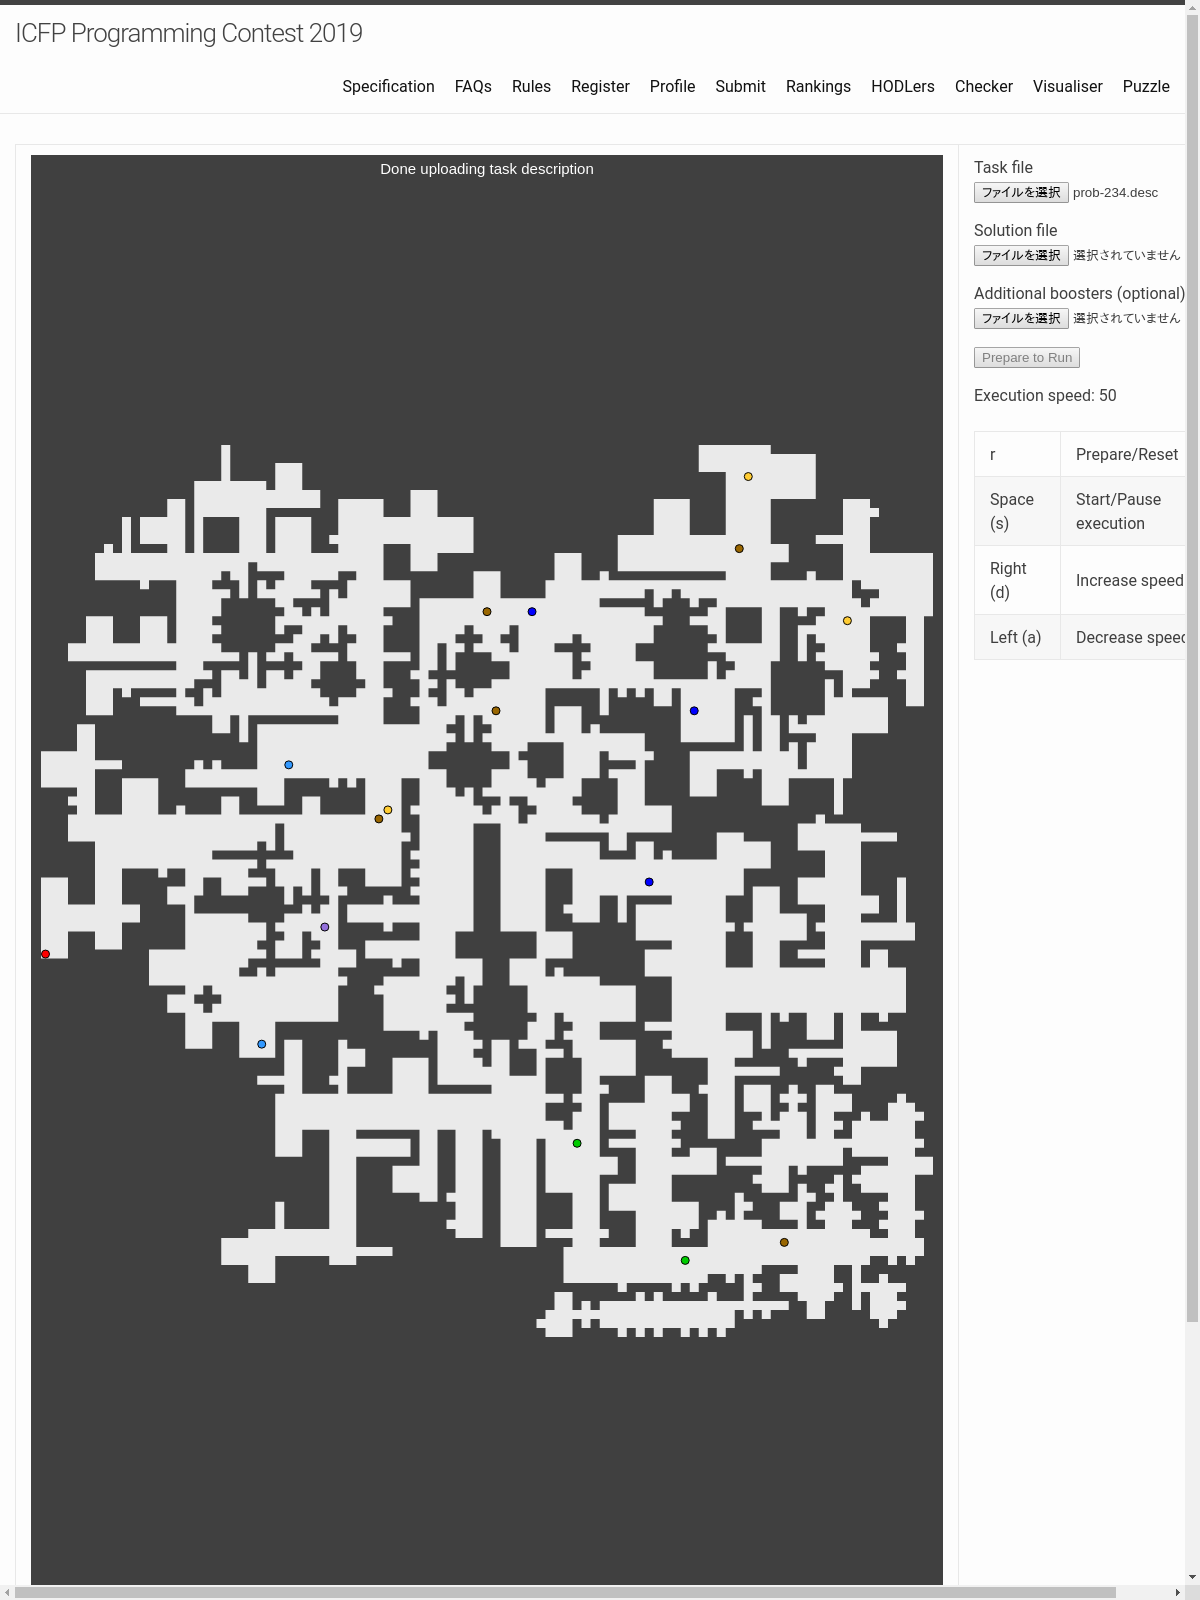 ICFP Programming Contest 2019
Specification FAQs Rules Register Profile Submit Rankings HODLers Checker Visualiser Puzzle
Done uploading task description
Task file
ファイルを選択 prob-234.desc
Solution file
ファイルを選択 選択されていません
Additional boosters (optional)
ファイルを選択 選択されていません
Prepare to Run
Execution speed: 50
r Prepare/Reset
Space (s) Start/Pause execution
Right (d) Increase speed
Left (a) Decrease speed